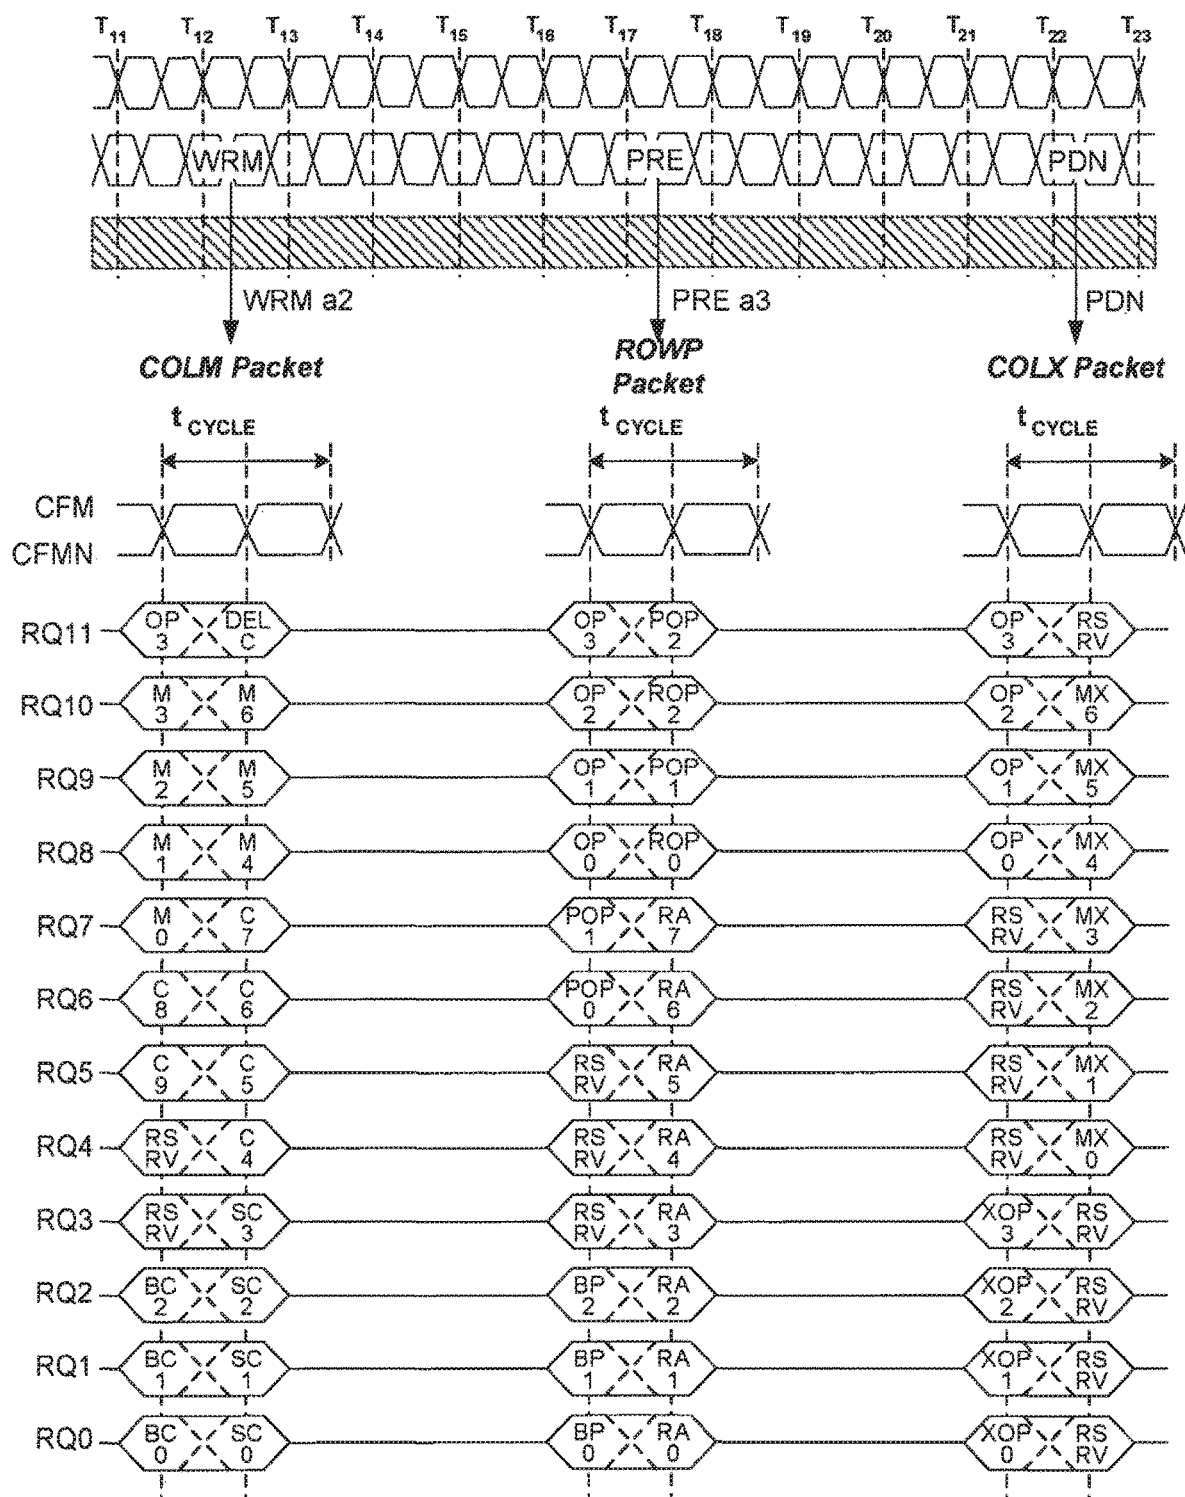 T11 T12 T13 T14 T15 T16 T17 T18 T19 T20 T21 T22 T23
WRM PRE PDN
WRM a2 PRE a3 PDN
COLM Packet ROWP Packet COLX Packet
tCYCLE tCYCLE tCYCLE
CFM
CFMN
RQ11 OP 3 DEL C OP 3 POP 2 OP 3 RS RV
RQ10 M 3 M 6 OP 2 ROP 2 OP 2 MX 6
RQ9 M 2 M 5 OP 1 POP 1 OP 1 MX 5
RQ8 M 1 M 4 OP 0 ROP 0 OP 0 MX 4
RQ7 M 0 C 7 POP 1 RA 7 RS RV MX 3
RQ6 C 8 C 6 POP 0 RA 6 RS RV MX 2
RQ5 C 9 C 5 RS RV RA 5 RS RV MX 1
RQ4 RS RV C 4 RS RV RA 4 RS RV MX 0
RQ3 RS RV SC 3 RS RV RA 3 XOP 3 RS RV
RQ2 BC 2 SC 2 BP 2 RA 2 XOP 2 RS RV
RQ1 BC 1 SC 1 BP 1 RA 1 XOP 1 RS RV
RQ0 BC 0 SC 0 BP 0 RA 0 XOP 0 RS RV